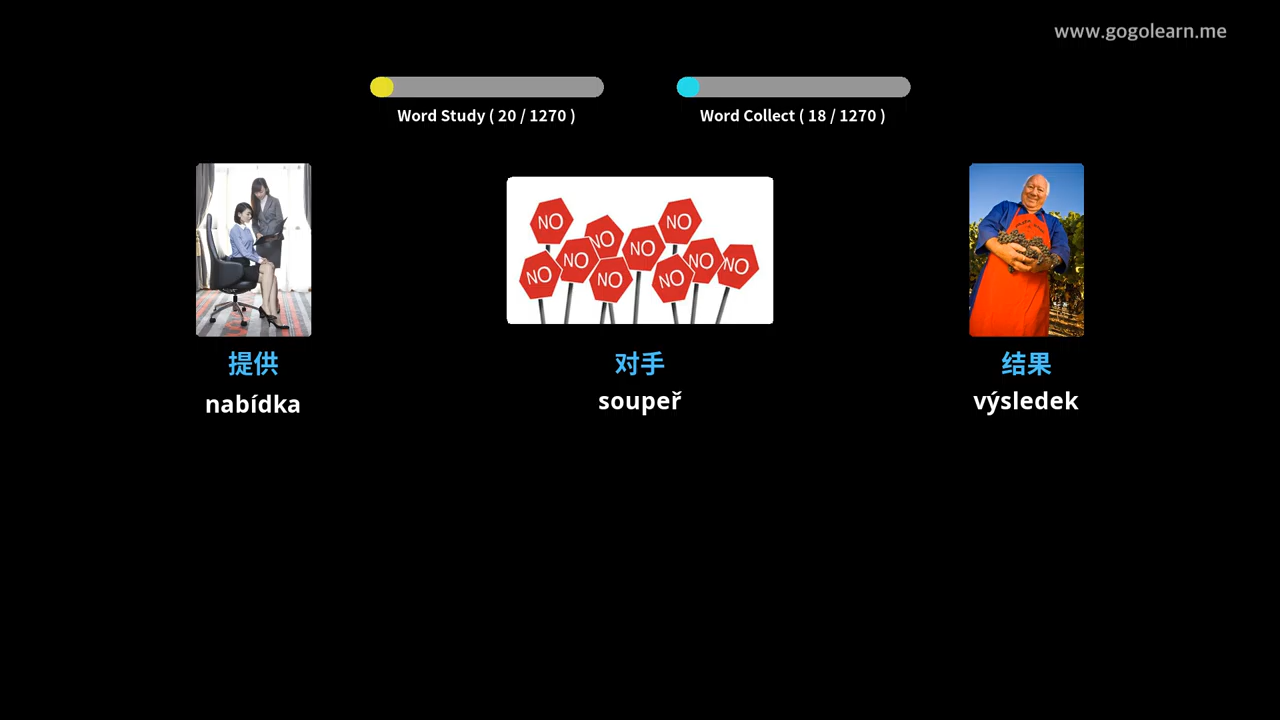 www.gogolearn.me
Word Study ( 20 / 1270 )
Word Collect ( 18 / 1270 )
NO NO NO NO NO NO NO NO NO NO
提供
对手
结果
nabídka
soupeř
výsledek